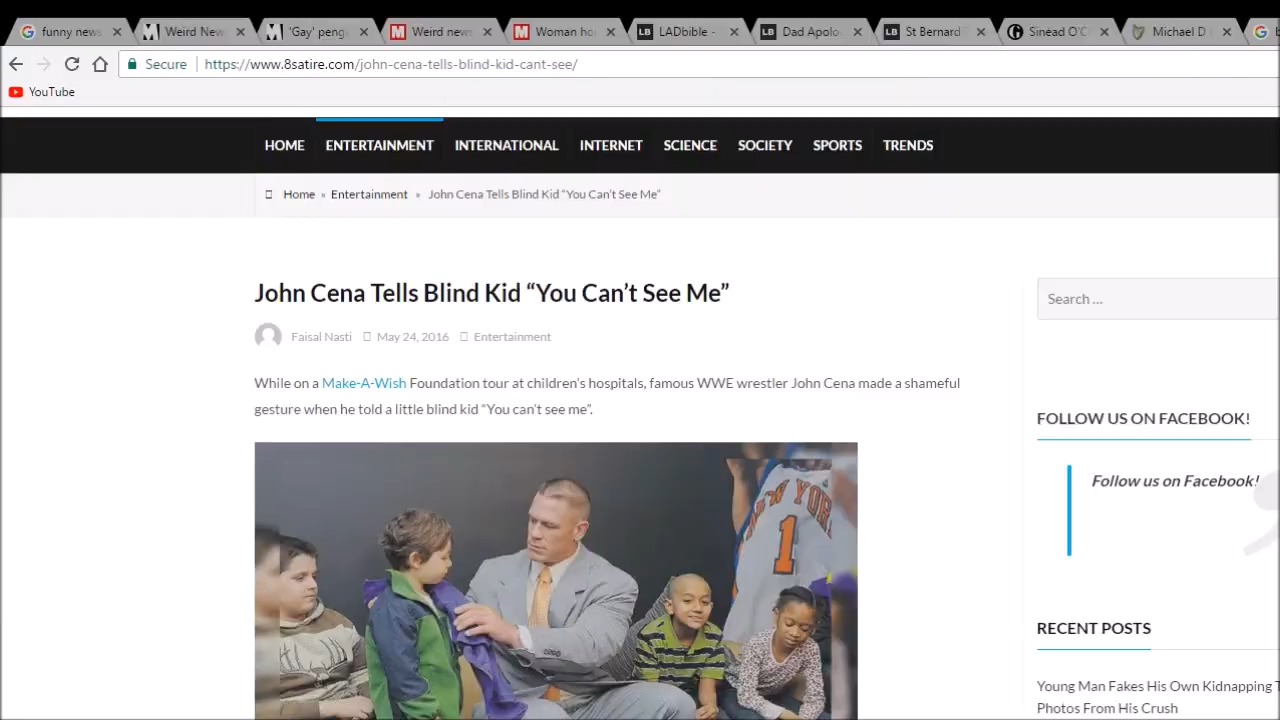 funny news
Weird New
'Gay' peng
Weird new
Woman ho
LADbible -
Dad Apolo
St Bernard
Sinéad O'C
Michael D
Secure
https://www.8satire.com/john-cena-tells-blind-kid-cant-see/
YouTube
HOME ENTERTAINMENT INTERNATIONAL INTERNET SCIENCE SOCIETY SPORTS TRENDS
Home » Entertainment » John Cena Tells Blind Kid “You Can’t See Me”
John Cena Tells Blind Kid “You Can’t See Me”
Search ...
Faisal Nasti May 24, 2016 Entertainment
While on a Make-A-Wish Foundation tour at children’s hospitals, famous WWE wrestler John Cena made a shameful
gesture when he told a little blind kid “You can’t see me”.
FOLLOW US ON FACEBOOK!
Follow us on Facebook!
NEW YORK
1
RECENT POSTS
Young Man Fakes His Own Kidnapping
Photos From His Crush